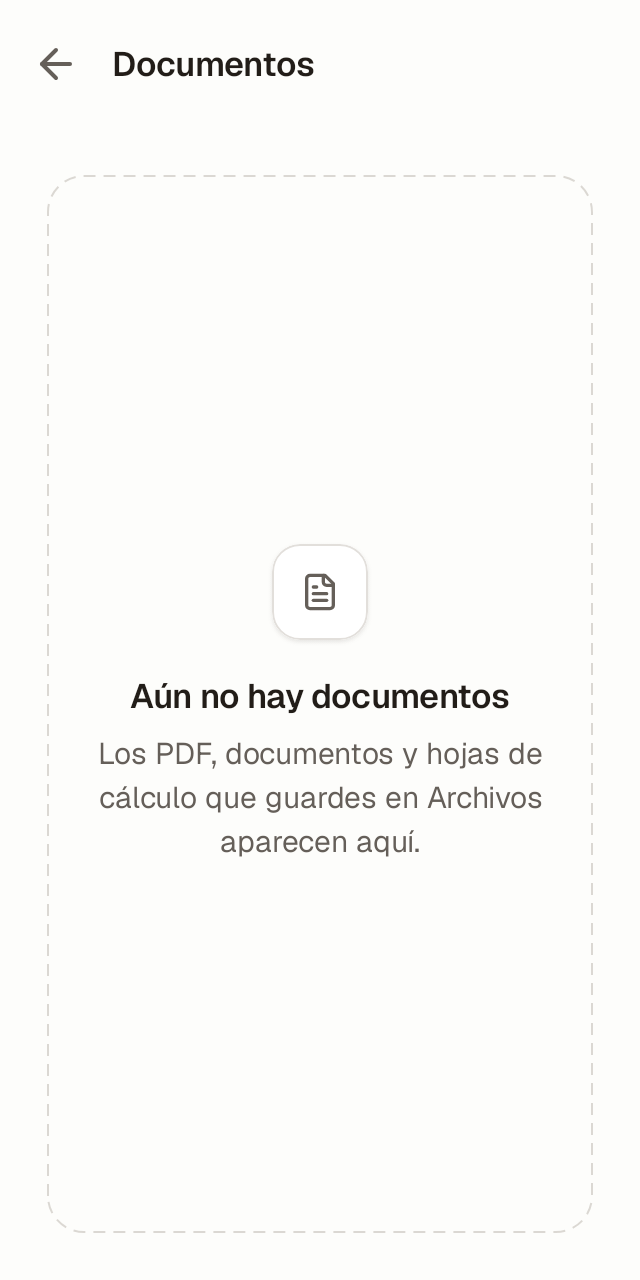 Documentos
Aún no hay documentos
Los PDF, documentos y hojas de
cálculo que guardes en Archivos
aparecen aquí.